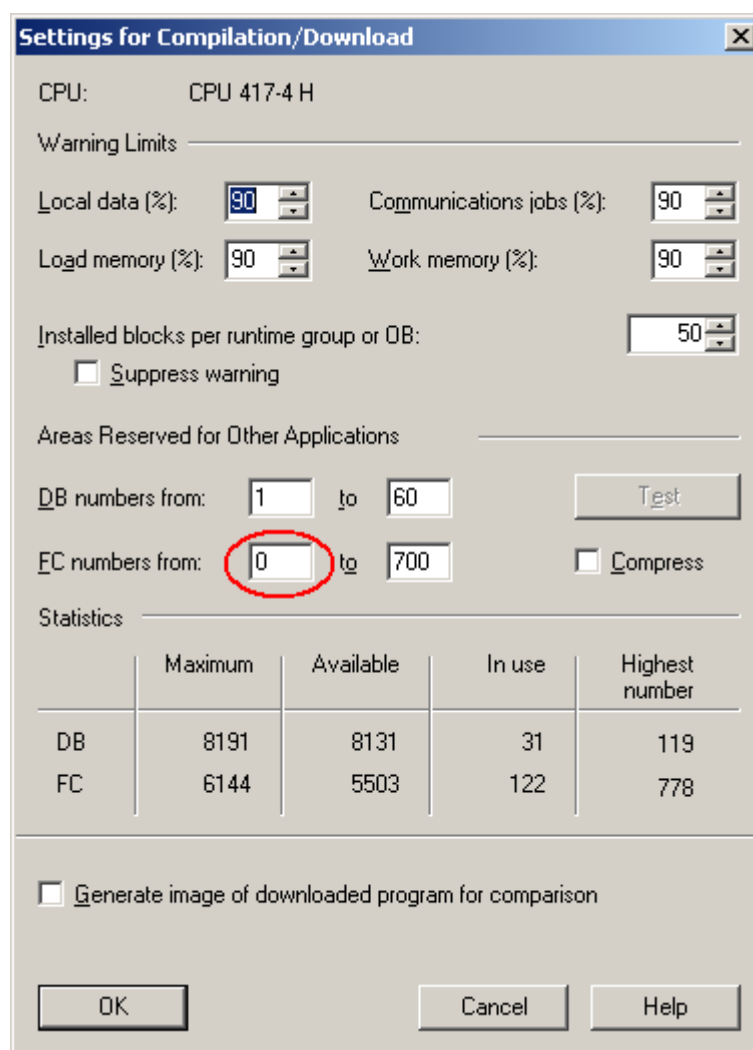 Settings for Compilation/Download
CPU: CPU 417-4 H
Warning Limits
Local data (%): 90 Communications jobs (%): 90
Load memory (%): 90 Work memory (%): 90
Installed blocks per runtime group or OB: 50
Suppress warning
Areas Reserved for Other Applications
DB numbers from: 1 to 60 Test
FC numbers from: 0 to 700 Compress
Statistics
Maximum Available In use Highest number
DB 8191 8131 31 119
FC 6144 5503 122 778
Generate image of downloaded program for comparison
OK Cancel Help